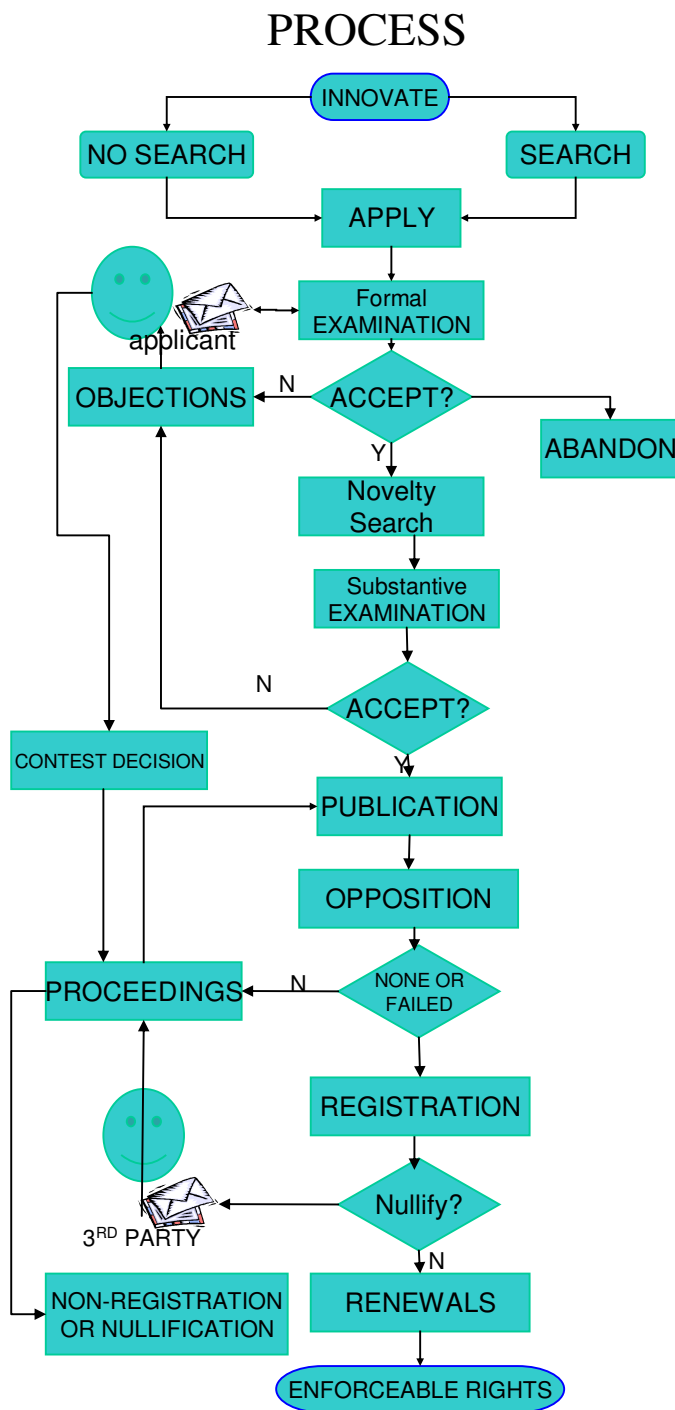 PROCESS
INNOVATE
NO SEARCH
SEARCH
APPLY
Formal
EXAMINATION
applicant
OBJECTIONS
N
ACCEPT?
ABANDON
Y
Novelty
Search
Substantive
EXAMINATION
N
ACCEPT?
CONTEST DECISION
Y
PUBLICATION
OPPOSITION
PROCEEDINGS
N
NONE OR
FAILED
REGISTRATION
Nullify?
3RD PARTY
N
NON-REGISTRATION
OR NULLIFICATION
RENEWALS
ENFORCEABLE RIGHTS